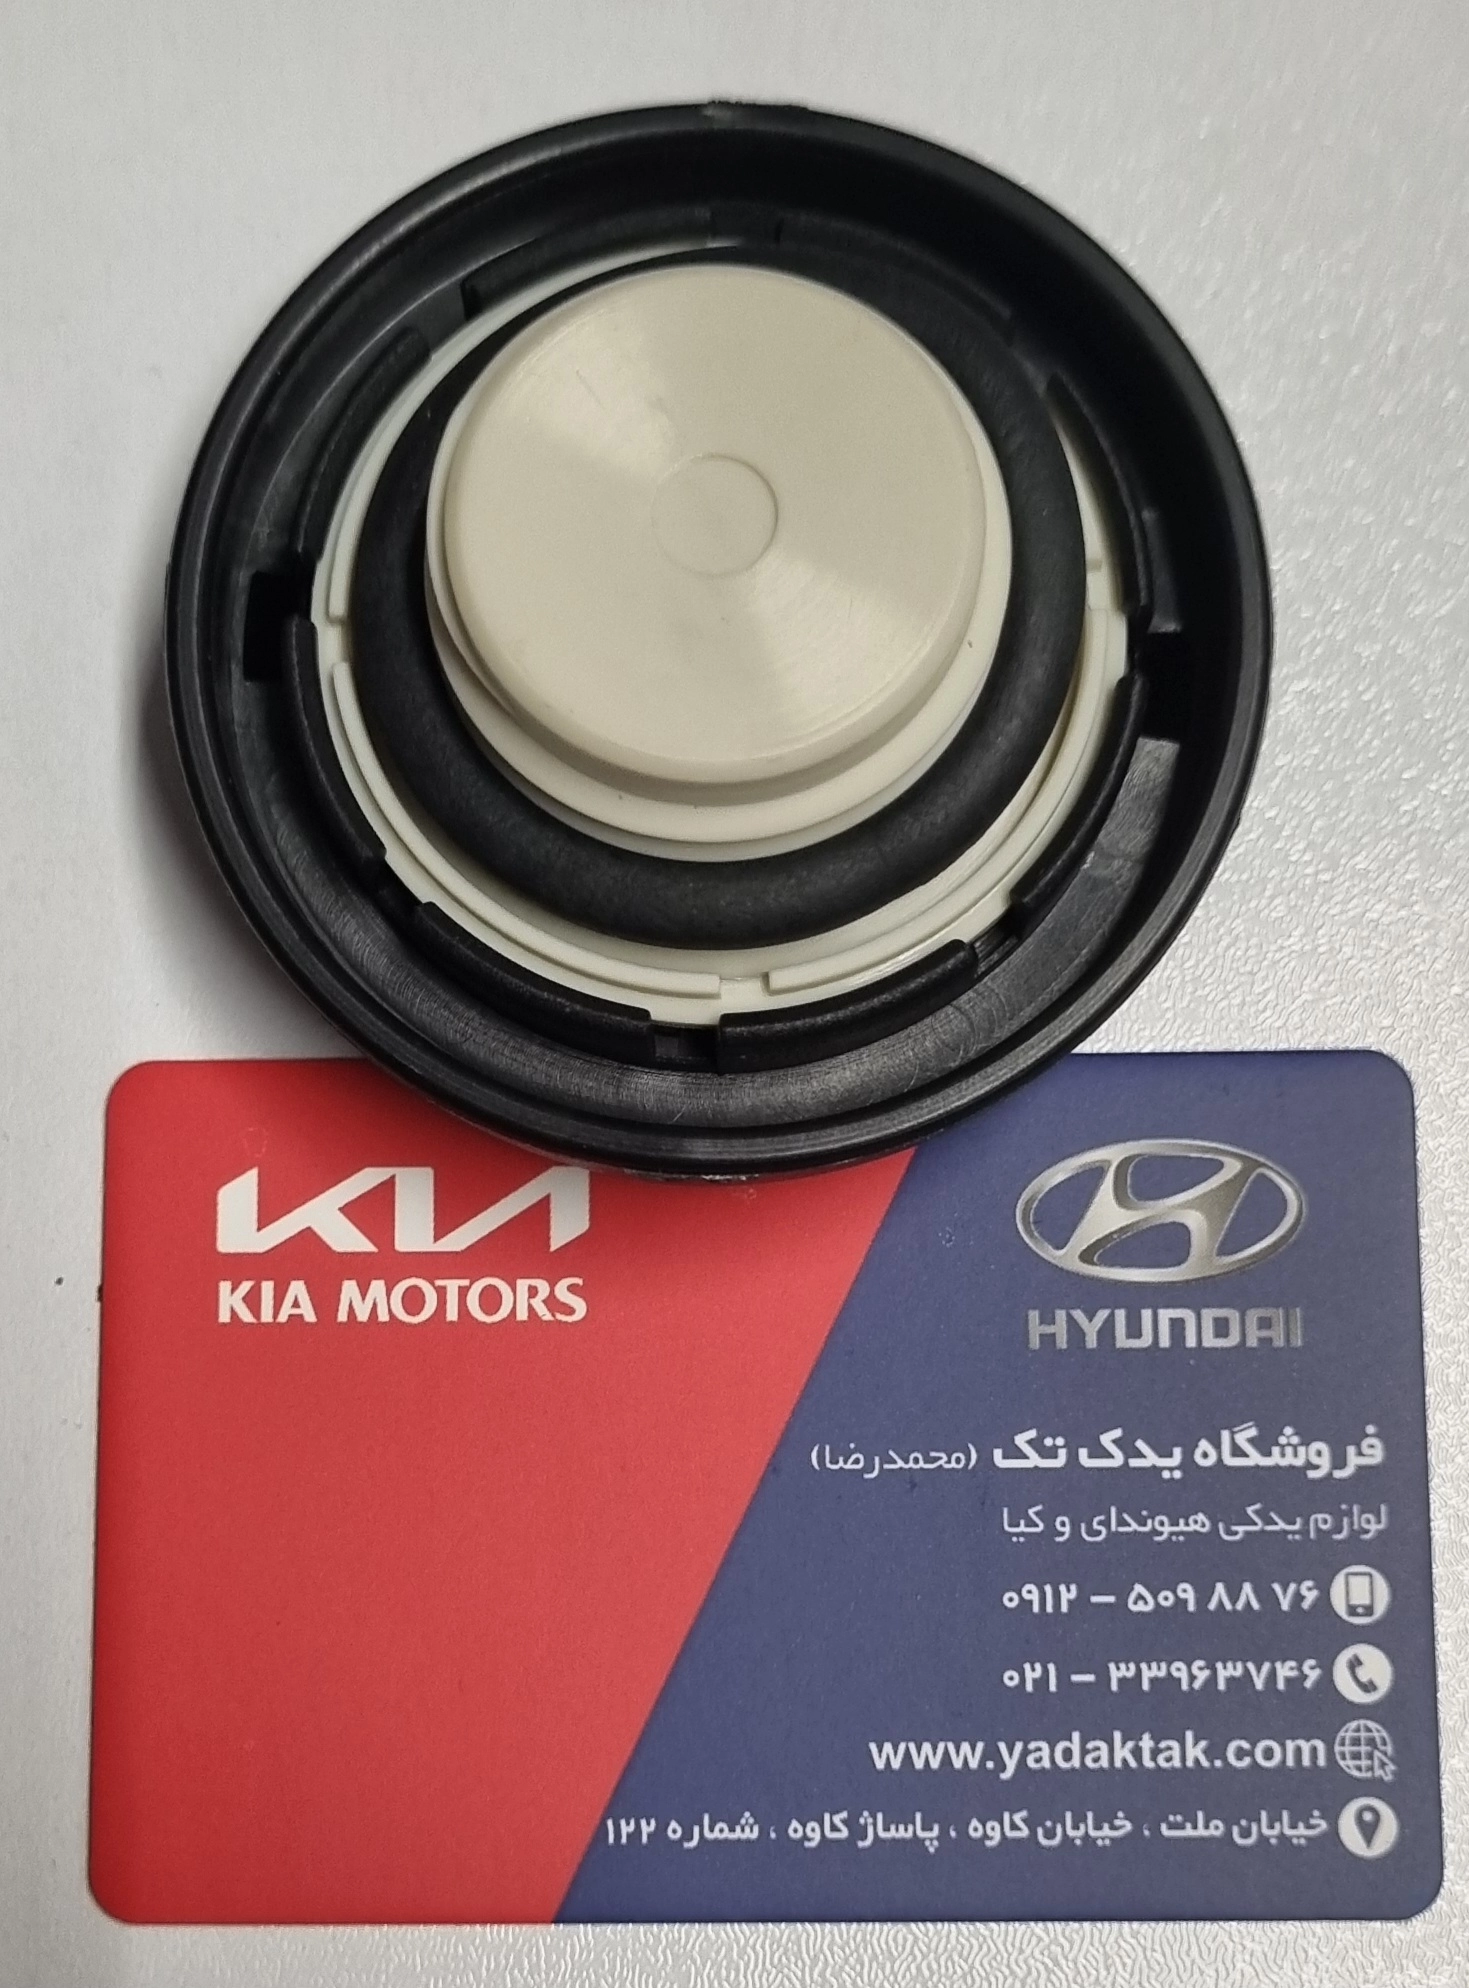 KIA
KIA MOTORS
HYUNDAI
فروشگاه یدک تک (محمدرضا)
لوازم یدکی هیوندای و کیا
۰۹۱۲ – ۵۰۹ ۸۸ ۷۶
۰۲۱ – ۳۳۹۶۳۷۴۶
www.yadaktak.com
خیابان ملت ، خیابان کاوه ، پاساژ کاوه ، شماره ۱۲۲